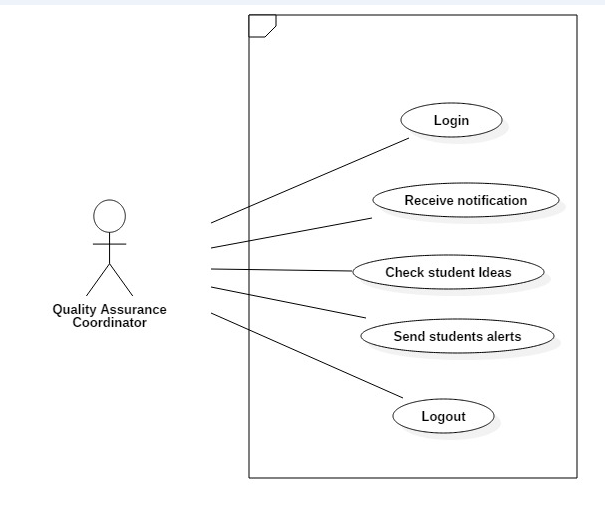 Login
Receive notification
Check student Ideas
Send students alerts
Logout
Quality Assurance
Coordinator